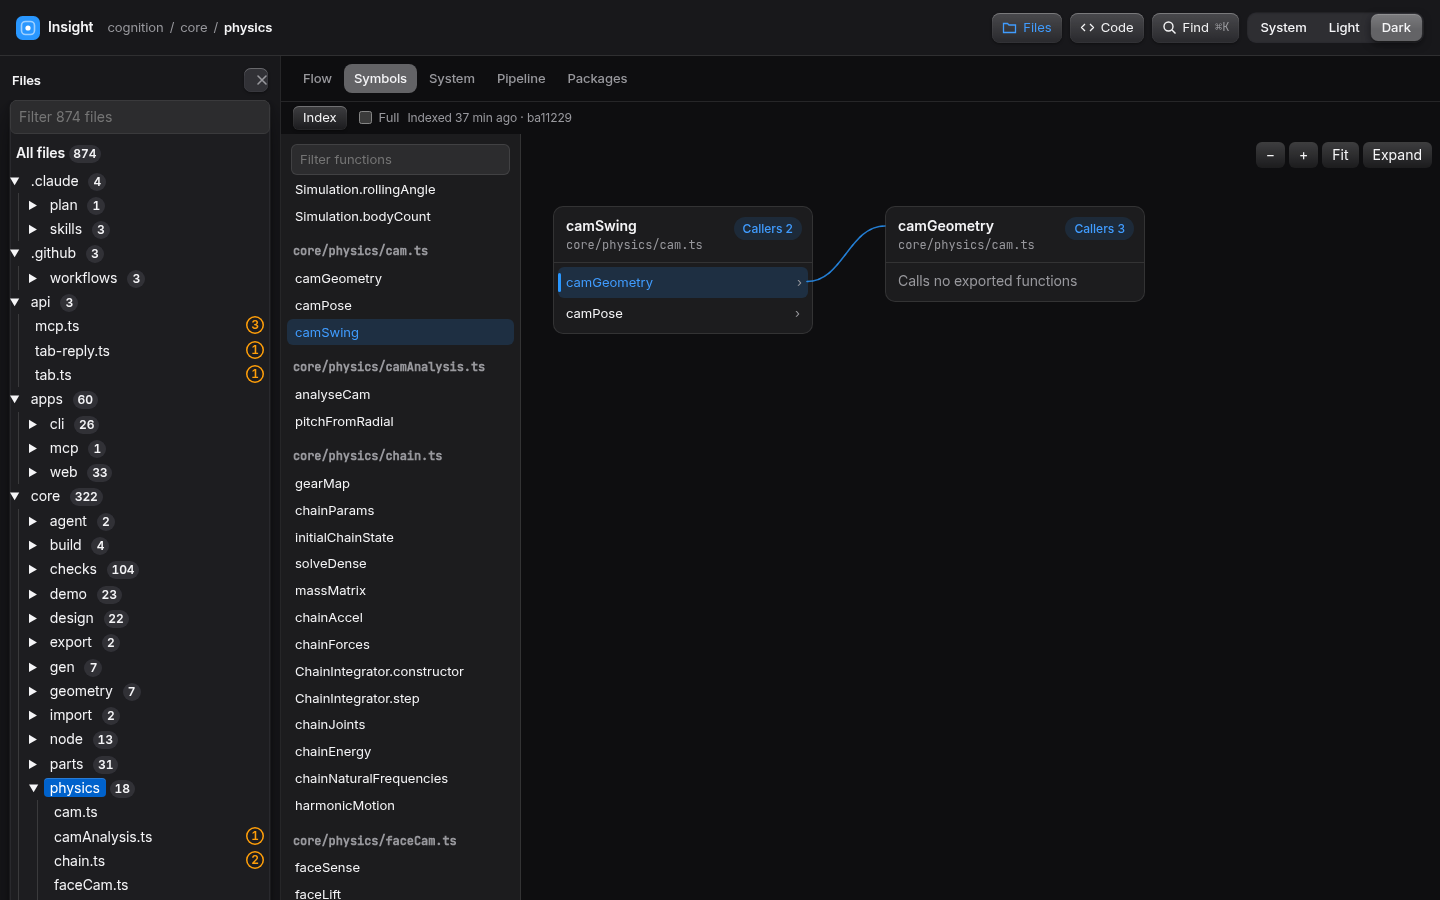 Insight cognition / core / physics
Files Code Find ⌘K System Light Dark
Files
Filter 874 files
All files 874
.claude 4
plan 1
skills 3
.github 3
workflows 3
api 3
mcp.ts 3
tab-reply.ts 1
tab.ts 1
apps 60
cli 26
mcp 1
web 33
core 322
agent 2
build 4
checks 104
demo 23
design 22
export 2
gen 7
geometry 7
import 2
node 13
parts 31
physics 18
cam.ts
camAnalysis.ts 1
chain.ts 2
faceCam.ts
Flow Symbols System Pipeline Packages
Index Full Indexed 37 min ago · ba11229
Filter functions
Simulation.rollingAngle
Simulation.bodyCount
core/physics/cam.ts
camGeometry
camPose
camSwing
core/physics/camAnalysis.ts
analyseCam
pitchFromRadial
core/physics/chain.ts
gearMap
chainParams
initialChainState
solveDense
massMatrix
chainAccel
chainForces
ChainIntegrator.constructor
ChainIntegrator.step
chainJoints
chainEnergy
chainNaturalFrequencies
harmonicMotion
core/physics/faceCam.ts
faceSense
faceLift
− + Fit Expand
camSwing Callers 2
core/physics/cam.ts
camGeometry ›
camPose ›
camGeometry Callers 3
core/physics/cam.ts
Calls no exported functions